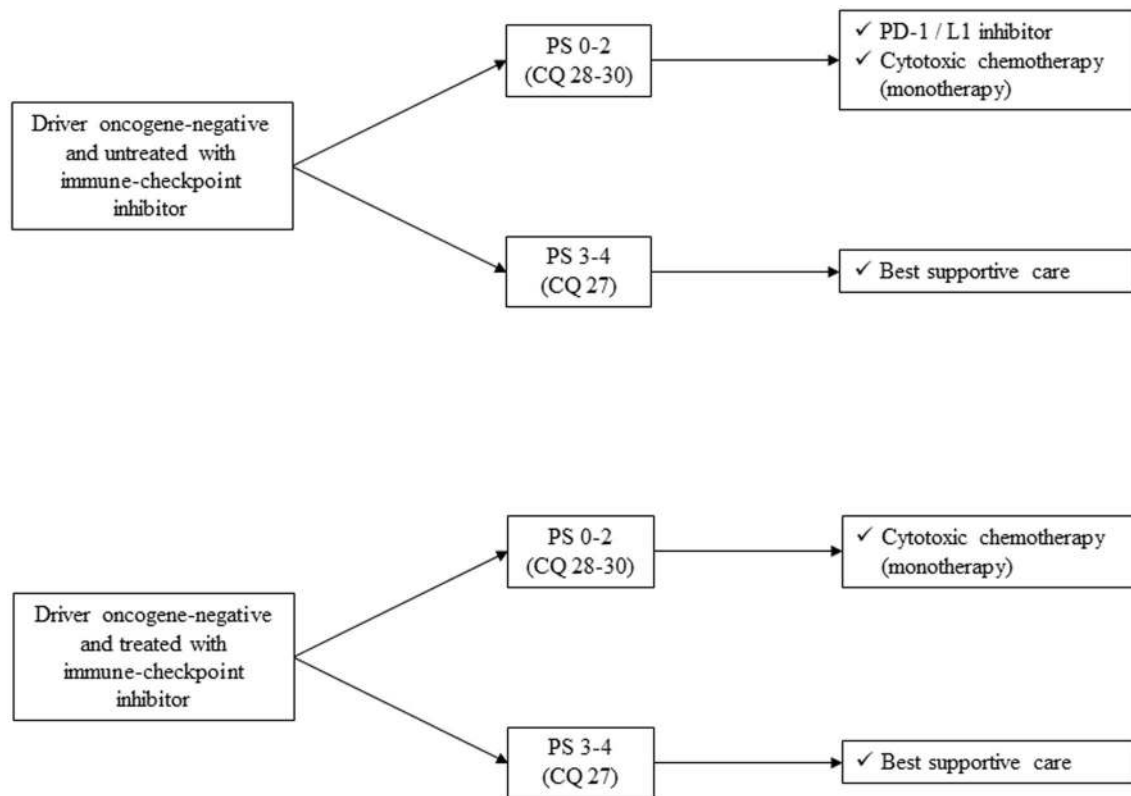 Driver oncogene-negative
and untreated with
immune-checkpoint
inhibitor
PS 0-2
(CQ 28-30)
✓ PD-1 / L1 inhibitor
✓ Cytotoxic chemotherapy
(monotherapy)
PS 3-4
(CQ 27)
✓ Best supportive care
Driver oncogene-negative
and treated with
immune-checkpoint
inhibitor
PS 0-2
(CQ 28-30)
✓ Cytotoxic chemotherapy
(monotherapy)
PS 3-4
(CQ 27)
✓ Best supportive care